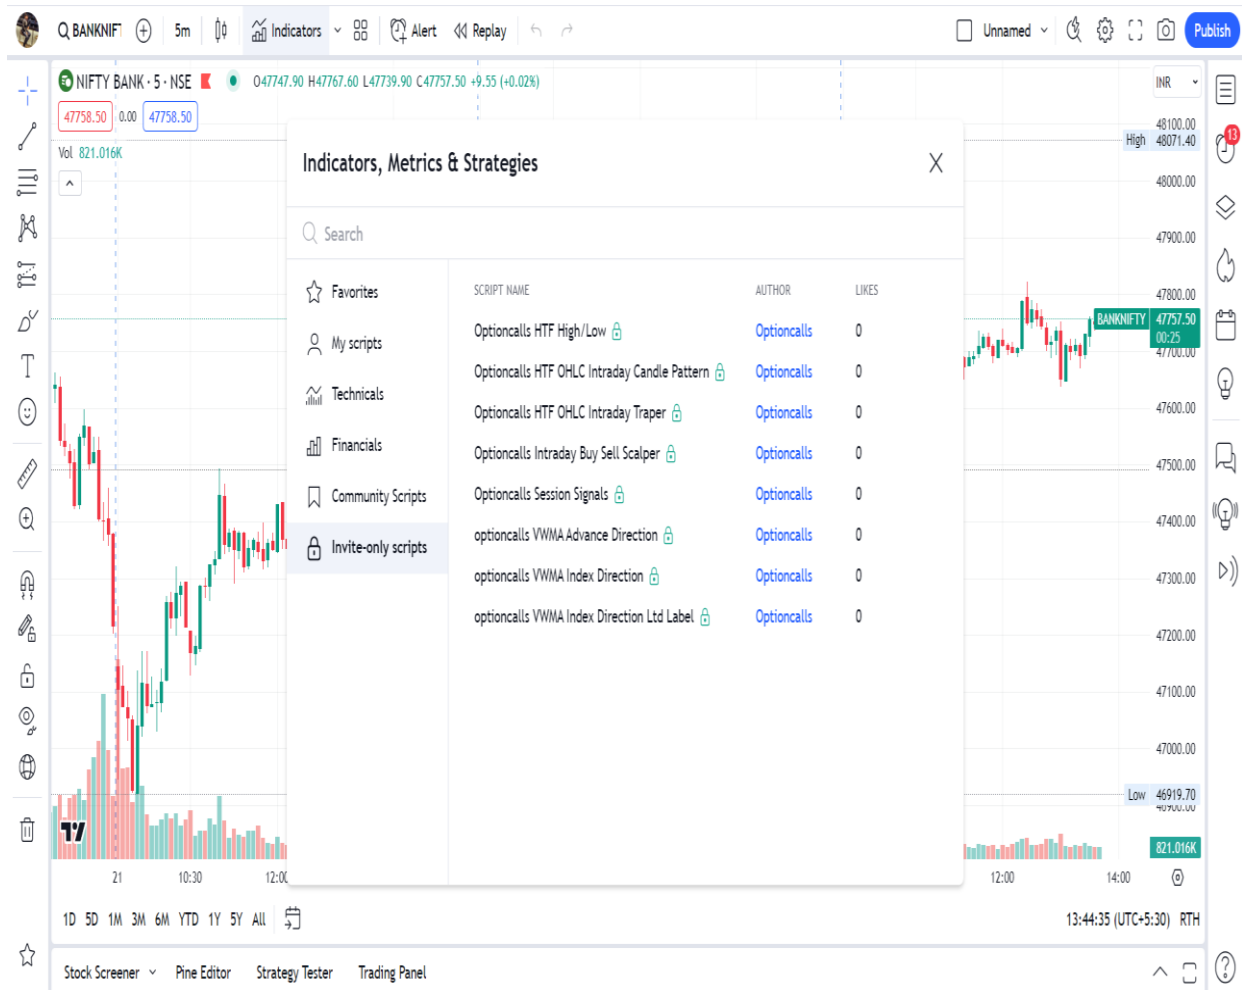 BANKNIF 5m Indicators Alert Replay Unnamed Publish
NIFTY BANK · 5 · NSE O47747.90 H47767.60 L47739.90 C47757.50 +9.55 (+0.02%)
INR
47758.50 0.00 47758.50
Vol 821.016K
Indicators, Metrics & Strategies X
Search
Favorites
My scripts
Technicals
Financials
Community Scripts
Invite-only scripts
SCRIPT NAME AUTHOR LIKES
Optioncalls HTF High/Low Optioncalls 0
Optioncalls HTF OHLC Intraday Candle Pattern Optioncalls 0
Optioncalls HTF OHLC Intraday Traper Optioncalls 0
Optioncalls Intraday Buy Sell Scalper Optioncalls 0
Optioncalls Session Signals Optioncalls 0
optioncalls VWMA Advance Direction Optioncalls 0
optioncalls VWMA Index Direction Optioncalls 0
optioncalls VWMA Index Direction Ltd Label Optioncalls 0
48100.00
High 48071.40
48000.00
47900.00
47800.00
BANKNIFTY 47757.50
00:25
47700.00
47600.00
47500.00
47400.00
47300.00
47200.00
47100.00
47000.00
Low 46919.70
46900.00
821.016K
13
21 10:30 12:00 12:00 14:00
1D 5D 1M 3M 6M YTD 1Y 5Y All 13:44:35 (UTC+5:30) RTH
Stock Screener Pine Editor Strategy Tester Trading Panel